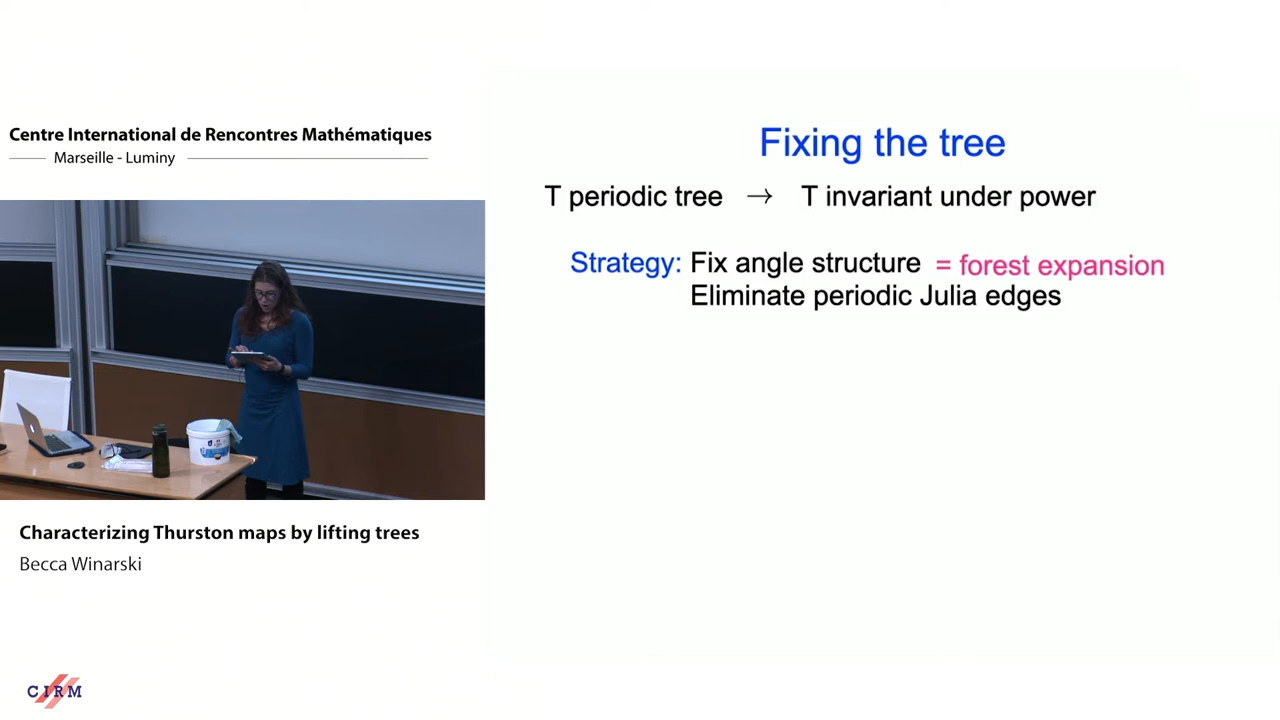 Centre International de Rencontres Mathématiques
Marseille - Luminy
Fixing the tree
T periodic tree → T invariant under power
Strategy: Fix angle structure = forest expansion
Eliminate periodic Julia edges
Characterizing Thurston maps by lifting trees
Becca Winarski
CIRM